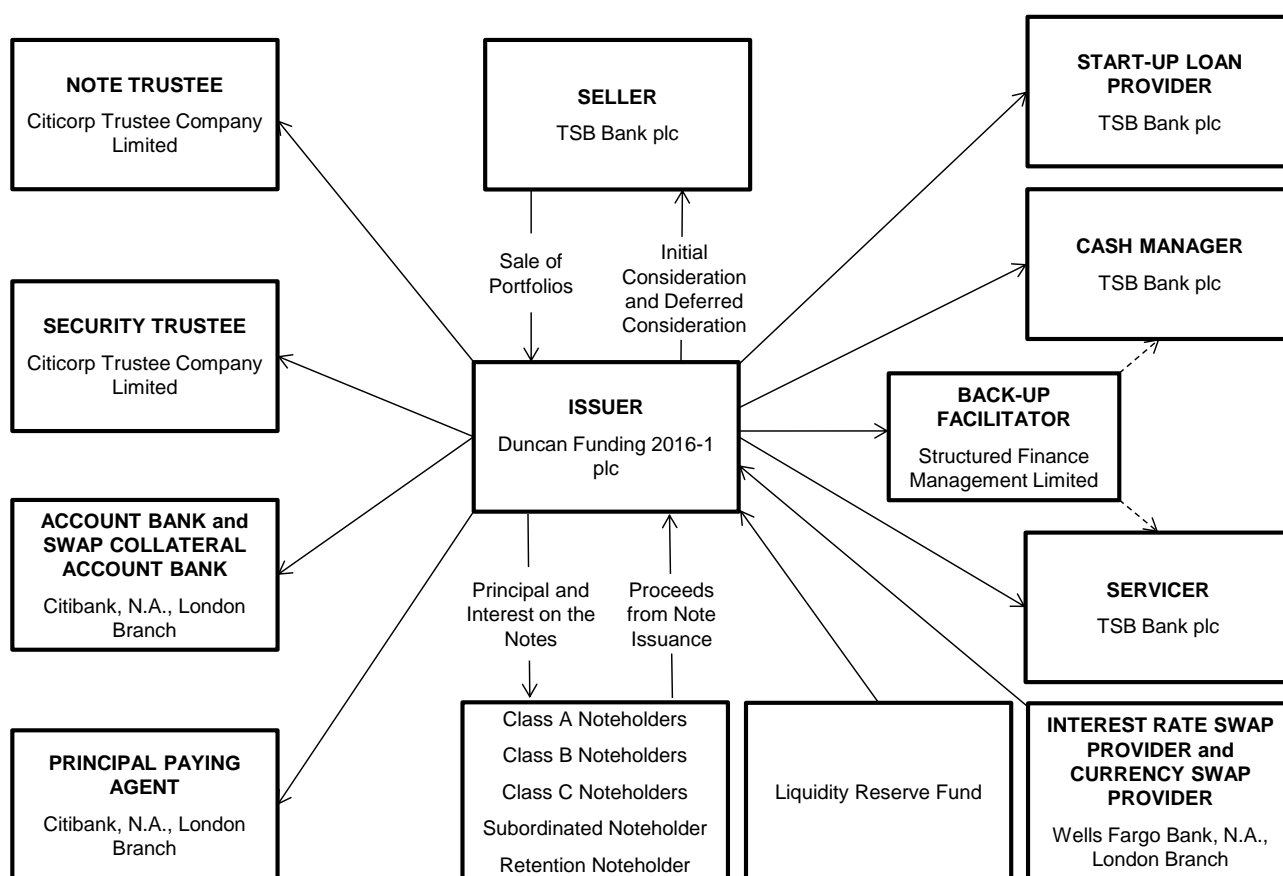 NOTE TRUSTEE
Citicorp Trustee Company
Limited
SELLER
TSB Bank plc
START-UP LOAN
PROVIDER
TSB Bank plc
Sale of
Portfolios
Initial
Consideration
and Deferred
Consideration
CASH MANAGER
TSB Bank plc
SECURITY TRUSTEE
Citicorp Trustee Company
Limited
ISSUER
Duncan Funding 2016-1
plc
BACK-UP
FACILITATOR
Structured Finance
Management Limited
ACCOUNT BANK and
SWAP COLLATERAL
ACCOUNT BANK
Citibank, N.A., London
Branch
Principal and
Interest on the
Notes
Proceeds
from Note
Issuance
SERVICER
TSB Bank plc
PRINCIPAL PAYING
AGENT
Citibank, N.A., London
Branch
Class A Noteholders
Class B Noteholders
Class C Noteholders
Subordinated Noteholder
Retention Noteholder
Liquidity Reserve Fund
INTEREST RATE SWAP
PROVIDER and
CURRENCY SWAP
PROVIDER
Wells Fargo Bank, N.A.,
London Branch